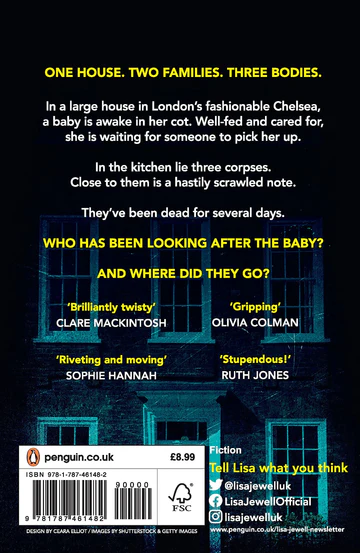 ONE HOUSE. TWO FAMILIES. THREE BODIES.
In a large house in London's fashionable Chelsea,
a baby is awake in her cot. Well-fed and cared for,
she is waiting for someone to pick her up.
In the kitchen lie three corpses.
Close to them is a hastily scrawled note.
They've been dead for several days.
WHO HAS BEEN LOOKING AFTER THE BABY?
AND WHERE DID THEY GO?
'Brilliantly twisty'
CLARE MACKINTOSH
'Gripping'
OLIVIA COLMAN
'Riveting and moving'
SOPHIE HANNAH
'Stupendous!'
RUTH JONES
penguin.co.uk
£8.99
ISBN 978-1-787-46148-2
90000
9 781787 461482
FSC
DESIGN BY CIARA ELLIOT / IMAGES BY SHUTTERSTOCK & GETTY IMAGES
Fiction
Tell Lisa what you think
@lisajewelluk
LisaJewellOfficial
lisajewelluk
www.penguin.co.uk/lisa-jewell-newsletter